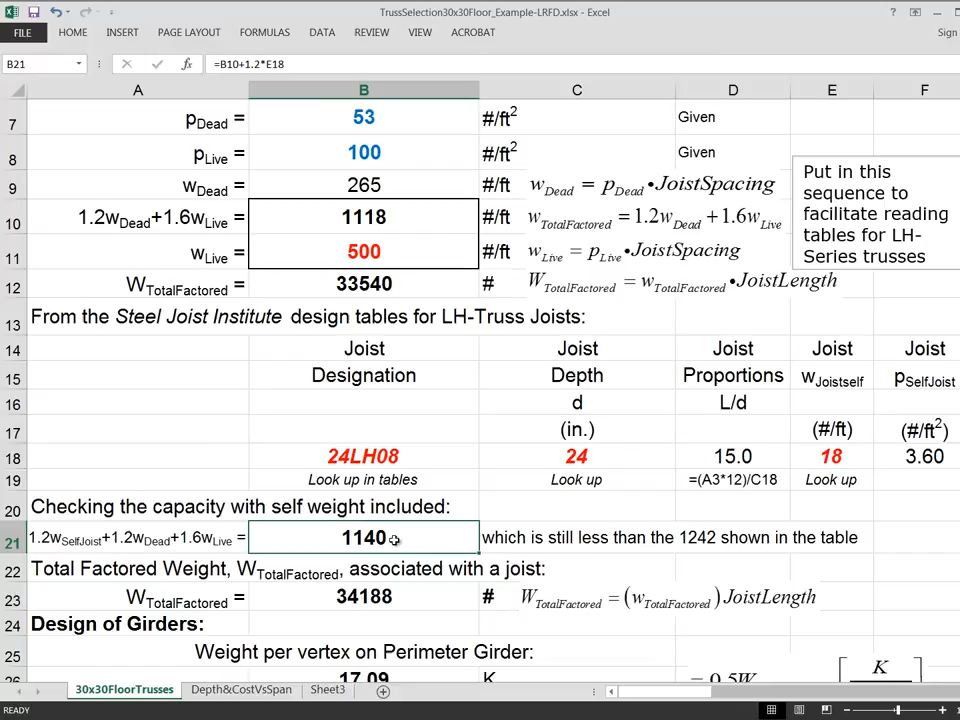 TrussSelection30x30Floor_Example-LRFD.xlsx - Excel
FILE HOME INSERT PAGE LAYOUT FORMULAS DATA REVIEW VIEW ACROBAT Sign
B21 fx =B10+1.2*E18
A B C D E F
7 pDead = 53 #/ft2 Given
8 pLive = 100 #/ft2 Given
9 wDead = 265 #/ft wDead = pDead•JoistSpacing
10 1.2wDead+1.6wLive = 1118 #/ft wTotalFactored = 1.2wDead + 1.6wLive
11 wLive = 500 #/ft wLive = pLive•JoistSpacing
12 WTotalFactored = 33540 # WTotalFactored = wTotalFactored•JoistLength
Put in this
sequence to
facilitate reading
tables for LH-
Series trusses
13 From the Steel Joist Institute design tables for LH-Truss Joists:
14 Joist Joist Joist Joist Joist
15 Designation Depth Proportions wJoistself pSelfJoist
16 d L/d
17 (in.) (#/ft) (#/ft2)
18 24LH08 24 15.0 18 3.60
19 Look up in tables Look up =(A3*12)/C18 Look up
20 Checking the capacity with self weight included:
21 1.2wSelfJoist+1.2wDead+1.6wLive = 1140 which is still less than the 1242 shown in the table
22 Total Factored Weight, WTotalFactored, associated with a joist:
23 WTotalFactored = 34188 # WTotalFactored = (wTotalFactored) JoistLength
24 Design of Girders:
25 Weight per vertex on Perimeter Girder:
26 17.09 K = 0.5W K
30x30FloorTrusses Depth&CostVsSpan Sheet3
READY